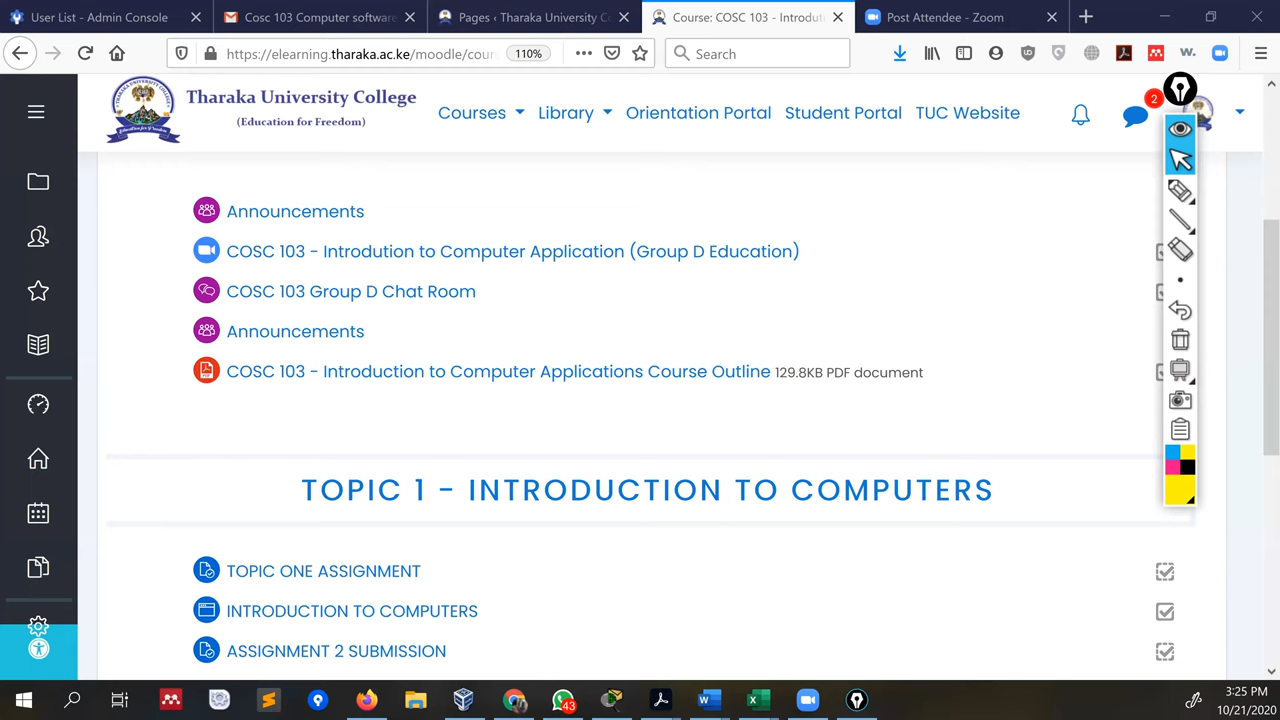 User List - Admin Console
Cosc 103 Computer software
Pages ‹ Tharaka University Co
Course: COSC 103 - Introdut
Post Attendee - Zoom
https://elearning.tharaka.ac.ke/moodle/cour
110%
Search
Tharaka University College
(Education for Freedom)
Courses
Library
Orientation Portal
Student Portal
TUC Website
2
Announcements
COSC 103 - Introdution to Computer Application (Group D Education)
COSC 103 Group D Chat Room
Announcements
COSC 103 - Introduction to Computer Applications Course Outline 129.8KB PDF document
TOPIC 1 - INTRODUCTION TO COMPUTERS
TOPIC ONE ASSIGNMENT
INTRODUCTION TO COMPUTERS
ASSIGNMENT 2 SUBMISSION
43
3:25 PM
10/21/2020